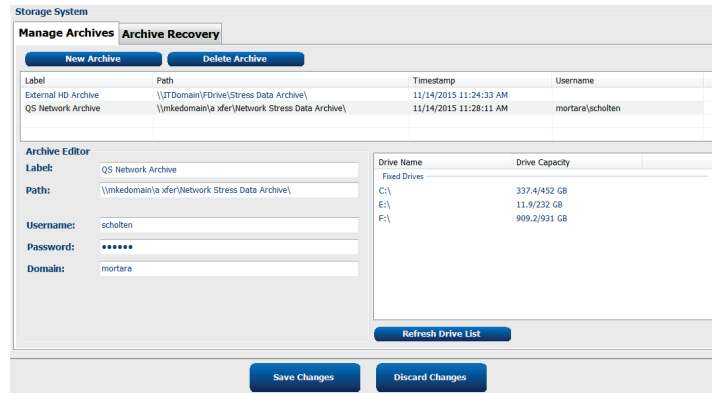 Storage System
Manage Archives Archive Recovery
New Archive Delete Archive
Label Path Timestamp Username
External HD Archive \\ITDomain\FDrive\Stress Data Archive\ 11/14/2015 11:24:33 AM
QS Network Archive \\mkedomain\a xfer\Network Stress Data Archive\ 11/14/2015 11:28:11 AM mortara\scholten
Archive Editor
Label: QS Network Archive
Path: \\mkedomain\a xfer\Network Stress Data Archive\
Username: scholten
Password: ●●●●●●
Domain: mortara
Drive Name Drive Capacity
Fixed Drives
C:\ 337.4/452 GB
E:\ 11.9/232 GB
F:\ 909.2/931 GB
Refresh Drive List
Save Changes Discard Changes